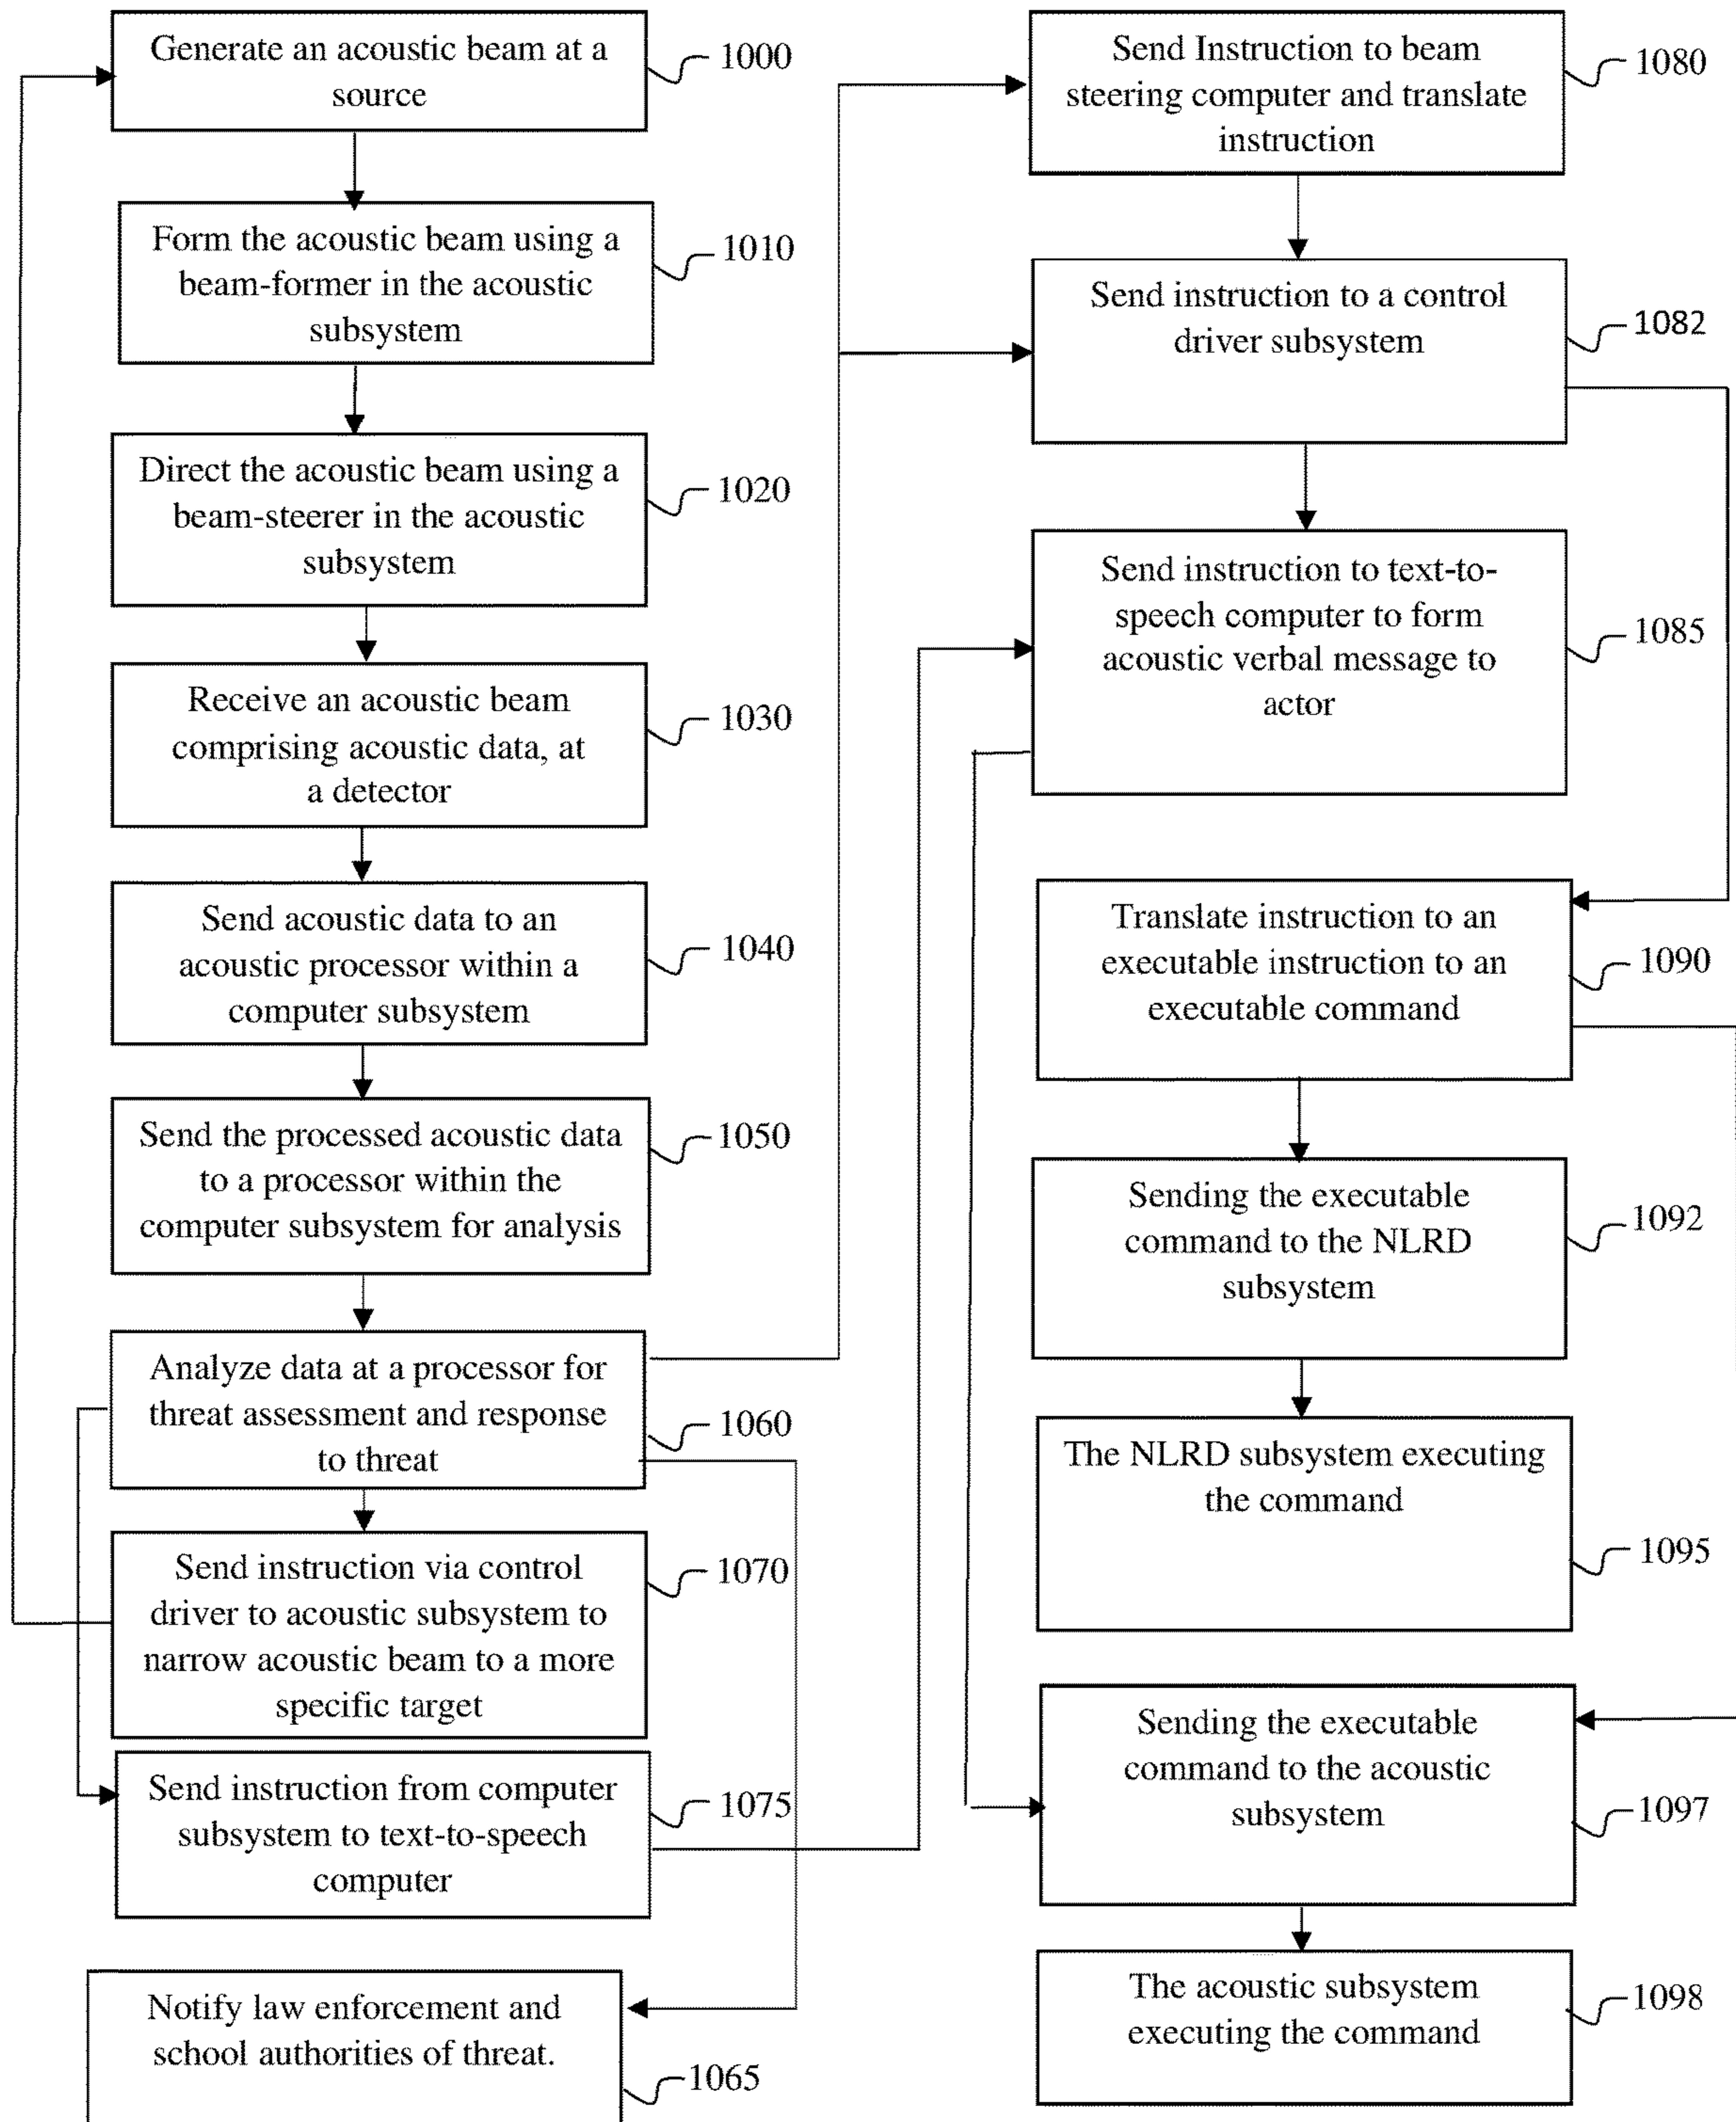 Generate an acoustic beam at a
source
1000
Form the acoustic beam using a
beam-former in the acoustic
subsystem
1010
Direct the acoustic beam using a
beam-steerer in the acoustic
subsystem
1020
Receive an acoustic beam
comprising acoustic data, at
a detector
1030
Send acoustic data to an
acoustic processor within a
computer subsystem
1040
Send the processed acoustic data
to a processor within the
computer subsystem for analysis
1050
Analyze data at a processor for
threat assessment and response
to threat
1060
Send instruction via control
driver to acoustic subsystem to
narrow acoustic beam to a more
specific target
1070
Send instruction from computer
subsystem to text-to-speech
computer
1075
Notify law enforcement and
school authorities of threat.
1065
Send Instruction to beam
steering computer and translate
instruction
1080
Send instruction to a control
driver subsystem
1082
Send instruction to text-to-
speech computer to form
acoustic verbal message to
actor
1085
Translate instruction to an
executable instruction to an
executable command
1090
Sending the executable
command to the NLRD
subsystem
1092
The NLRD subsystem executing
the command
1095
Sending the executable
command to the acoustic
subsystem
1097
The acoustic subsystem
executing the command
1098